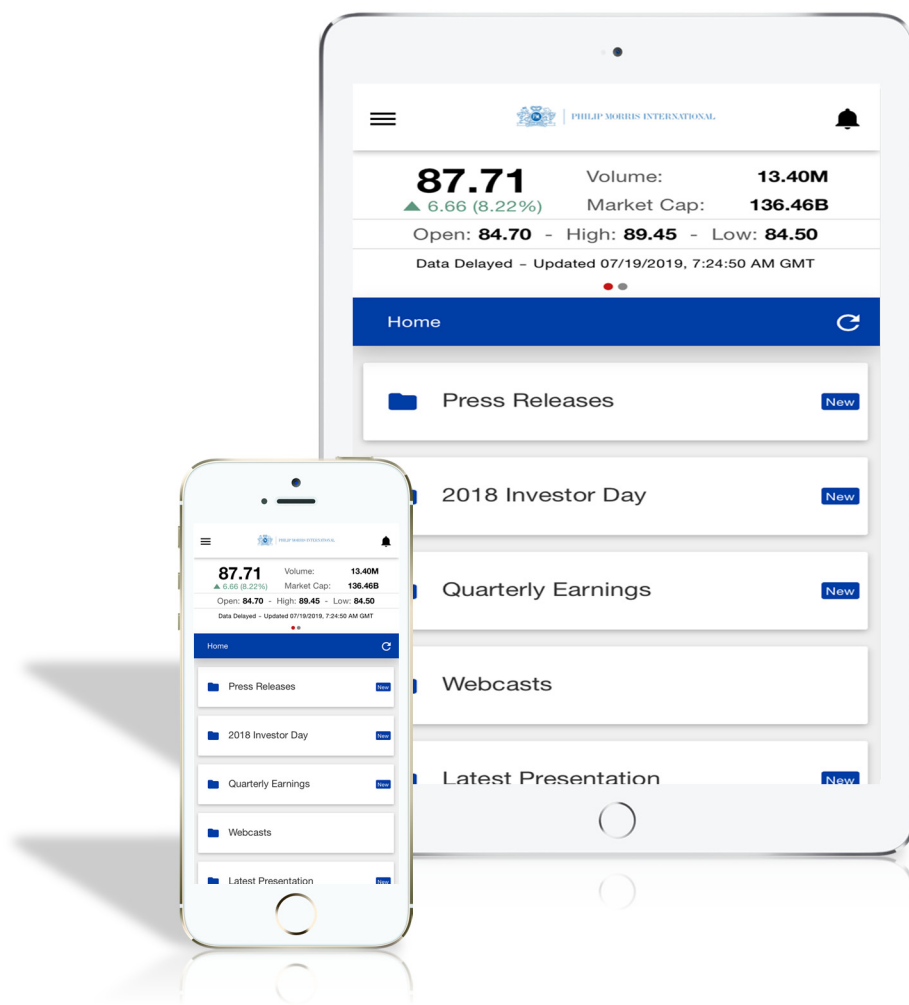 PHILIP MORRIS INTERNATIONAL
87.71
6.66 (8.22%)
Volume: 13.40M
Market Cap: 136.46B
Open: 84.70 - High: 89.45 - Low: 84.50
Data Delayed - Updated 07/19/2019, 7:24:50 AM GMT
Home
Press Releases New
2018 Investor Day New
Quarterly Earnings New
Webcasts
Latest Presentation New
PHILIP MORRIS INTERNATIONAL
87.71
6.66 (8.22%)
Volume: 13.40M
Market Cap: 136.46B
Open: 84.70 - High: 89.45 - Low: 84.50
Data Delayed - Updated 07/19/2019, 7:24:50 AM GMT
Home
Press Releases New
2018 Investor Day New
Quarterly Earnings New
Webcasts
Latest Presentation New